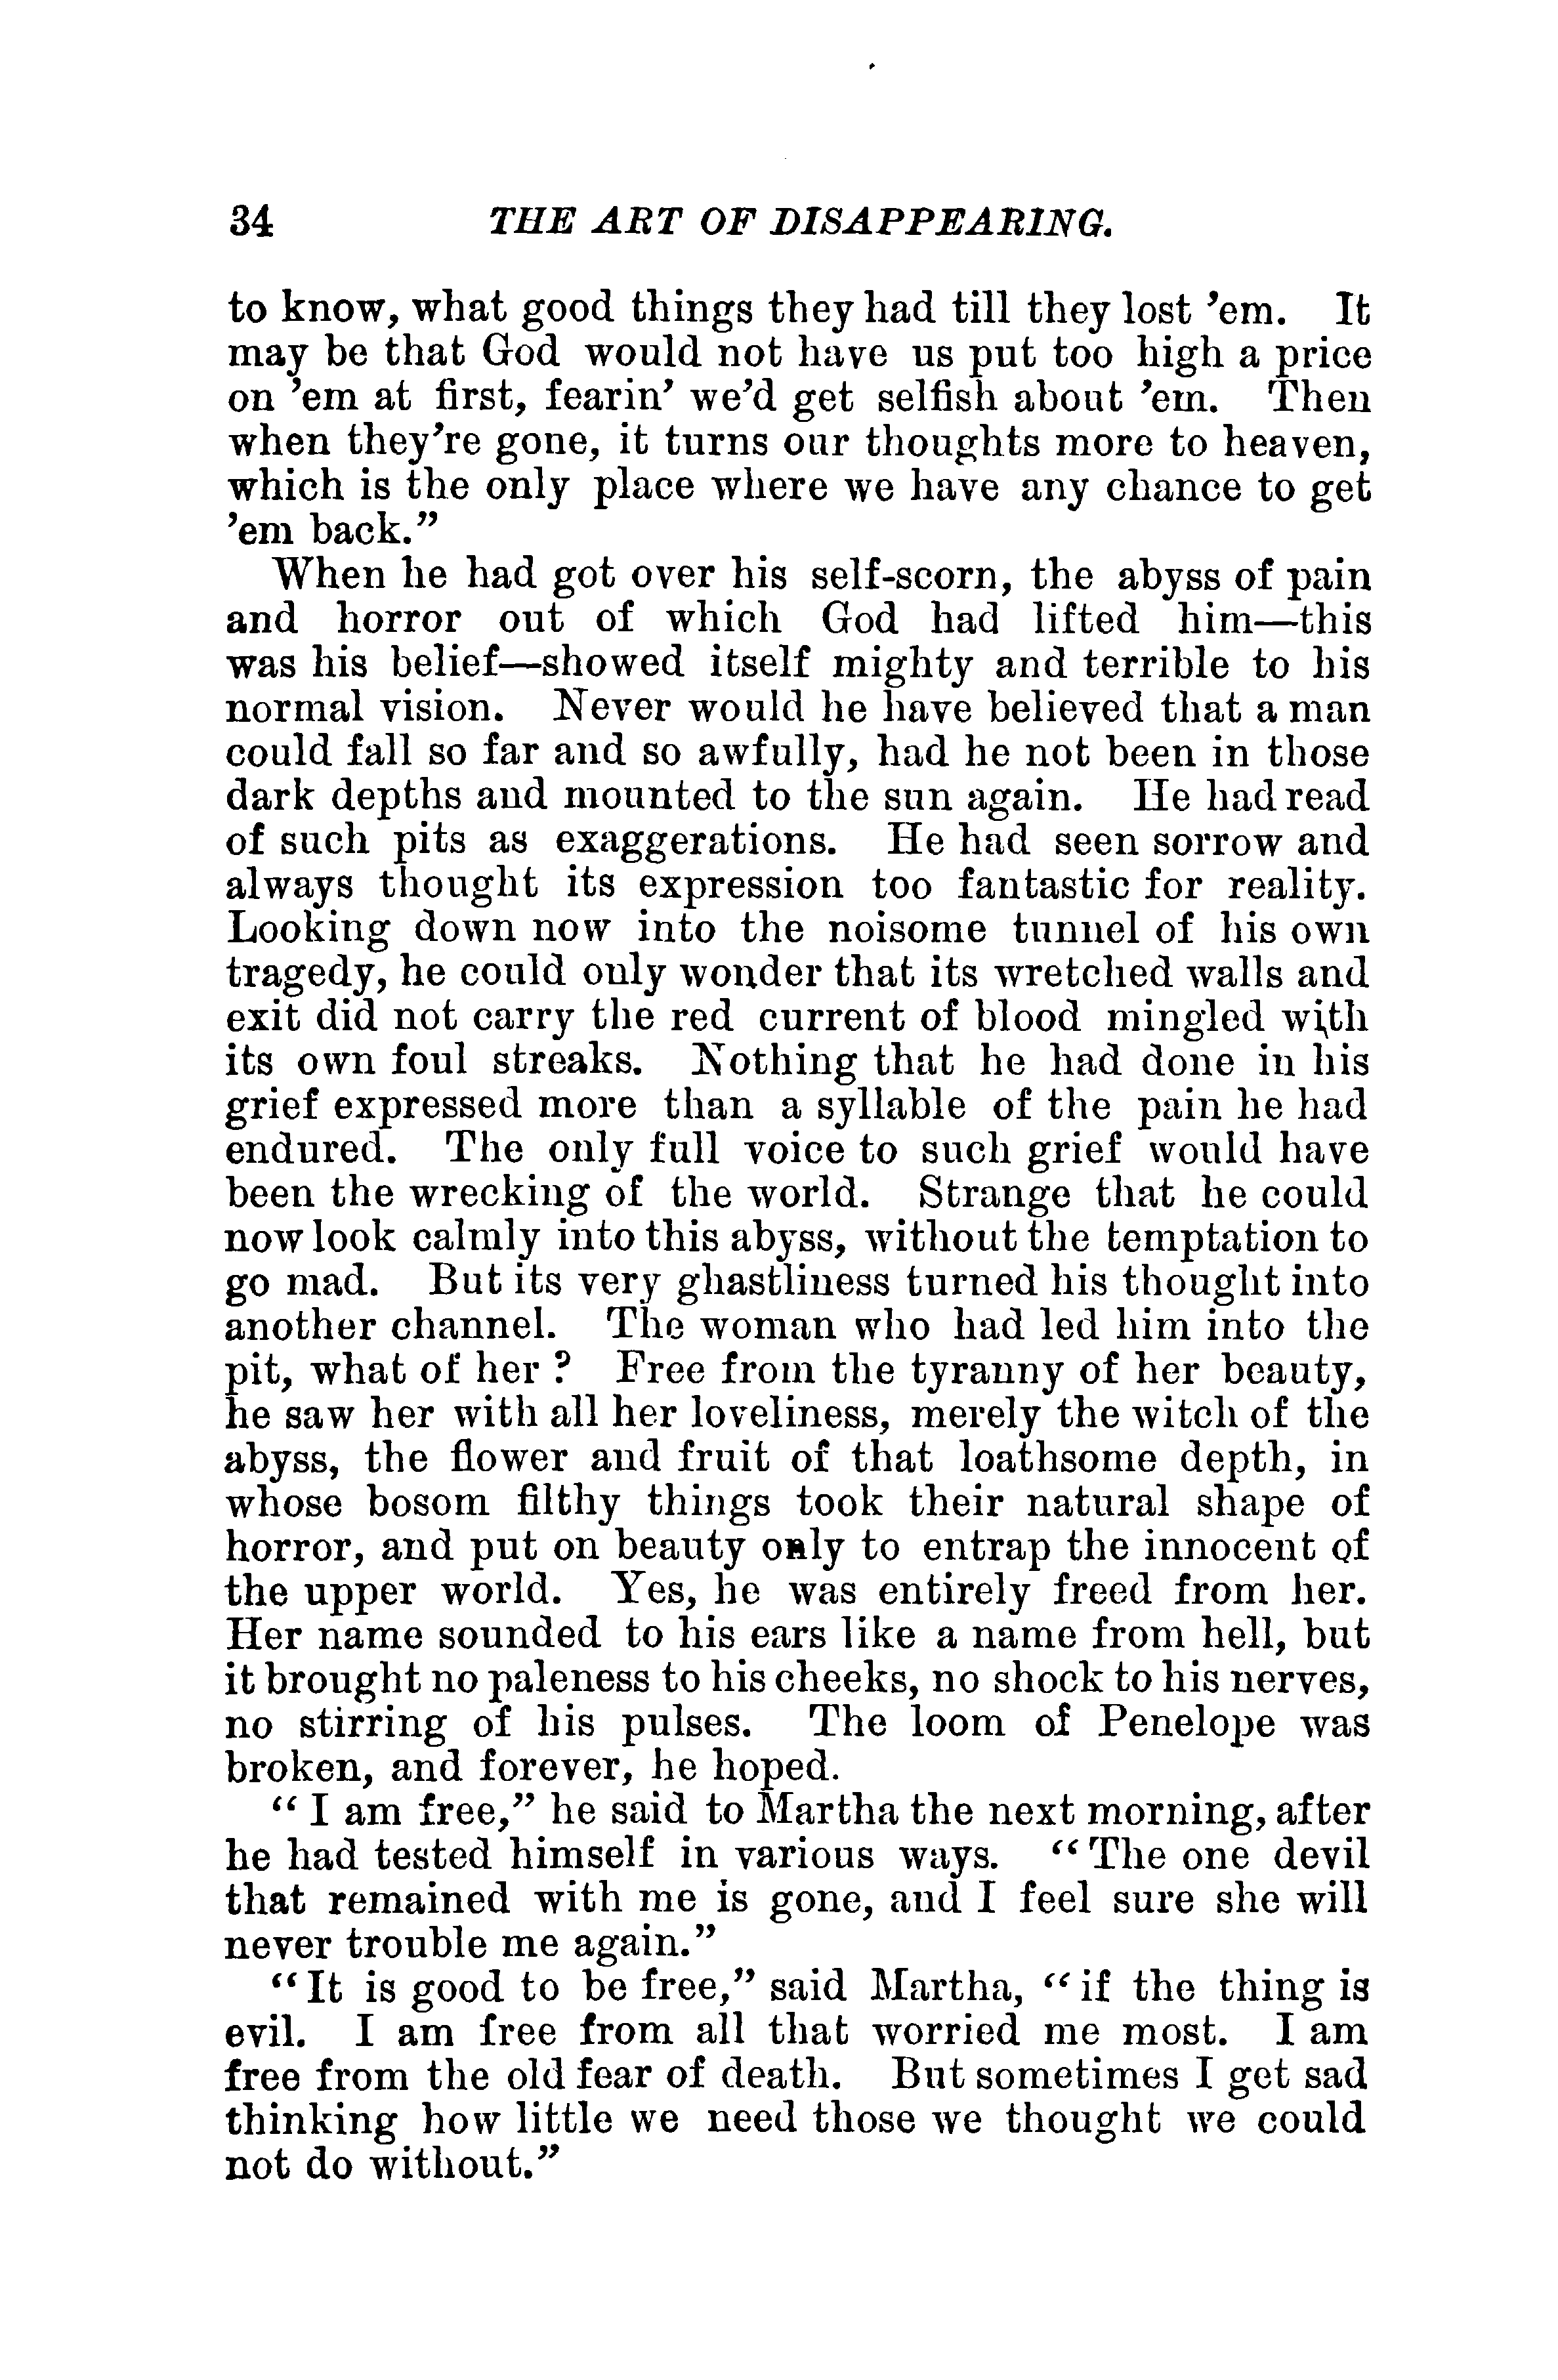 34 THE ART OF DISAPPEARING.
to know, what good things they had till they lost ’em. It
may be that God would not have us put too high a price
on ’em at first, fearin’ we’d get selfish about ’em. Then
when they’re gone, it turns our thoughts more to heaven,
which is the only place where we have any chance to get
’em back.”
When he had got over his self-scorn, the abyss of pain
and horror out of which God had lifted him—this
was his belief—showed itself mighty and terrible to his
normal vision. Never would he have believed that a man
could fall so far and so awfully, had he not been in those
dark depths and mounted to the sun again. He had read
of such pits as exaggerations. He had seen sorrow and
always thought its expression too fantastic for reality.
Looking down now into the noisome tunnel of his own
tragedy, he could only wonder that its wretched walls and
exit did not carry the red current of blood mingled with
its own foul streaks. Nothing that he had done in his
grief expressed more than a syllable of the pain he had
endured. The only full voice to such grief would have
been the wrecking of the world. Strange that he could
now look calmly into this abyss, without the temptation to
go mad. But its very ghastliness turned his thought into
another channel. The woman who had led him into the
pit, what of her ? Free from the tyranny of her beauty,
he saw her with all her loveliness, merely the witch of the
abyss, the flower and fruit of that loathsome depth, in
whose bosom filthy things took their natural shape of
horror, and put on beauty only to entrap the innocent of
the upper world. Yes, he was entirely freed from her.
Her name sounded to his ears like a name from hell, but
it brought no paleness to his cheeks, no shock to his nerves,
no stirring of his pulses. The loom of Penelope was
broken, and forever, he hoped.
“ I am free,” he said to Martha the next morning, after
he had tested himself in various ways. “ The one devil
that remained with me is gone, and I feel sure she will
never trouble me again.”
“ It is good to be free,” said Martha, “ if the thing is
evil. I am free from all that worried me most. I am
free from the old fear of death. But sometimes I get sad
thinking how little we need those we thought we could
not do without.”